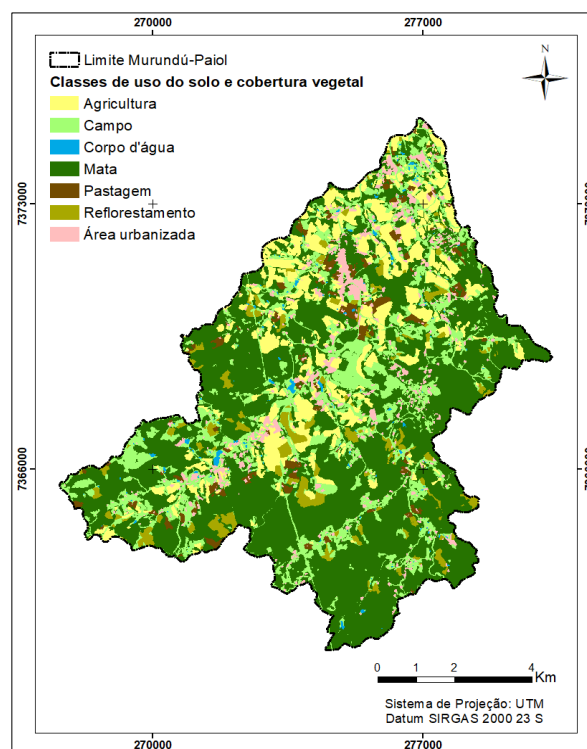 270000 277000
N
Limite Murundú-Paiol
Classes de uso do solo e cobertura vegetal
Agricultura
Campo
Corpo d'água
Mata
Pastagem
Reflorestamento
Área urbanizada
7373000 7373000
7366000 7366000
0 1 2 4
Km
Sistema de Projeção: UTM
Datum SIRGAS 2000 23 S
270000 277000